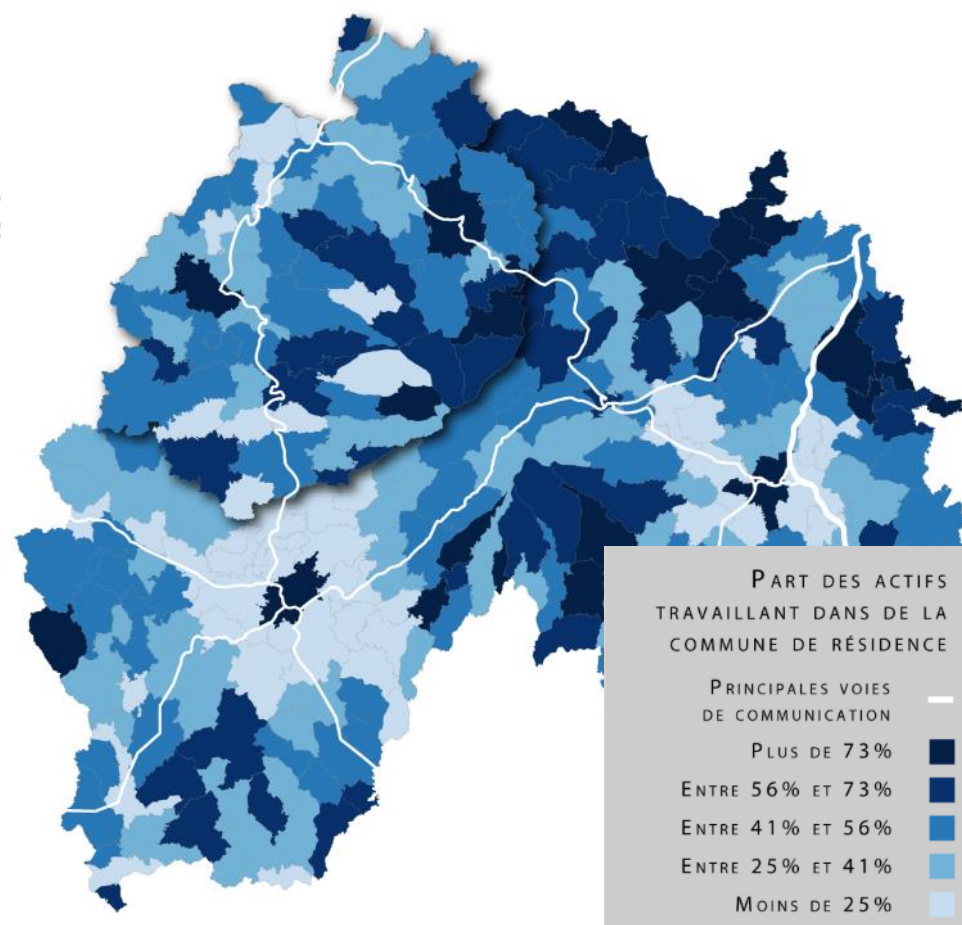 PART DES ACTIFS
TRAVAILLANT DANS DE LA
COMMUNE DE RÉSIDENCE
PRINCIPALES VOIES
DE COMMUNICATION
PLUS DE 73%
ENTRE 56% ET 73%
ENTRE 41% ET 56%
ENTRE 25% ET 41%
MOINS DE 25%